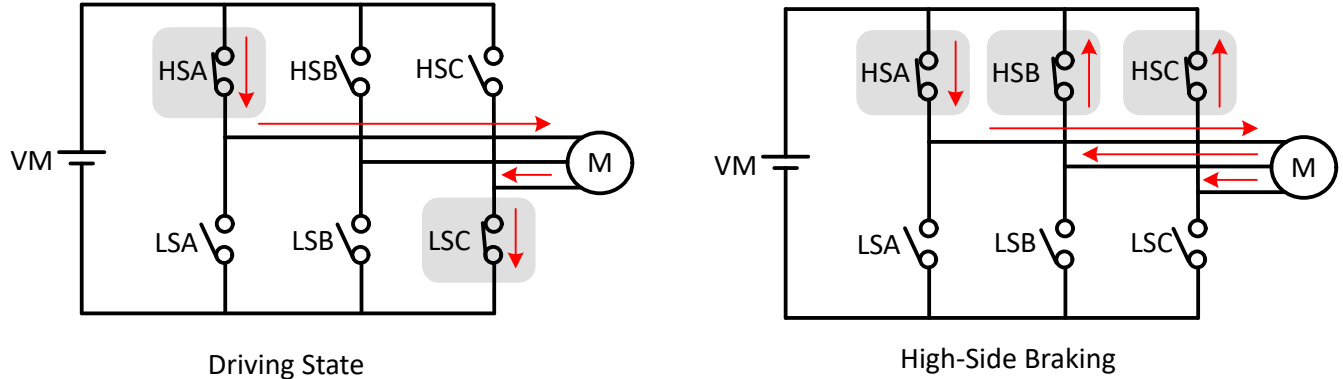 HSA HSB HSC
VM M
LSA LSB LSC
Driving State
HSA HSB HSC
VM M
LSA LSB LSC
High-Side Braking